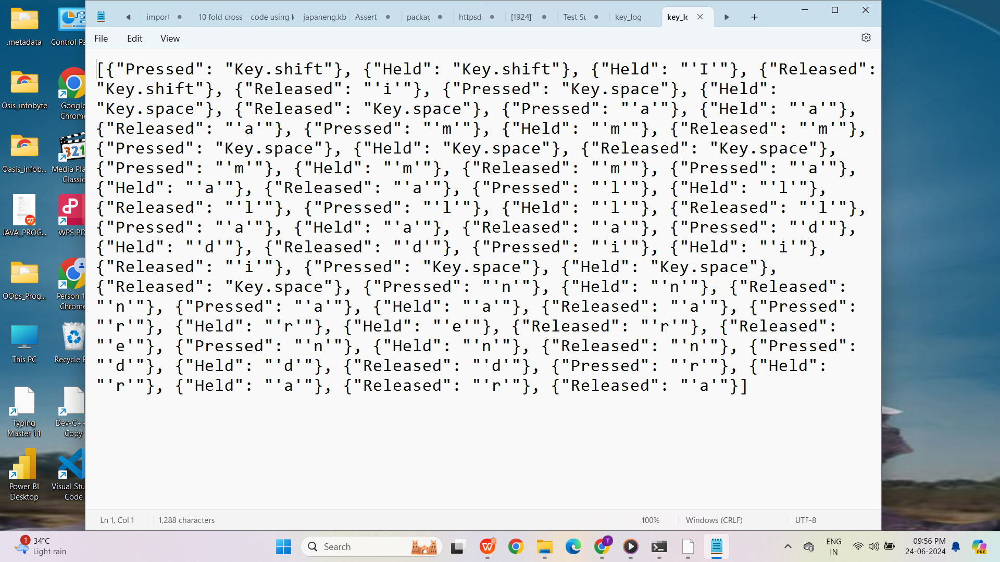 import
10 fold cross
code using k
japaneng.kb
Assert
packag
httpsd
[1924]
Test Su
key_log
key_lo
File
Edit
View
[{"Pressed": "Key.shift"}, {"Held": "Key.shift"}, {"Held": "'I'"}, {"Released":
"Key.shift"}, {"Released": "'i'"}, {"Pressed": "Key.space"}, {"Held":
"Key.space"}, {"Released": "Key.space"}, {"Pressed": "'a'"}, {"Held": "'a'"},
{"Released": "'a'"}, {"Pressed": "'m'"}, {"Held": "'m'"}, {"Released": "'m'"},
{"Pressed": "Key.space"}, {"Held": "Key.space"}, {"Released": "Key.space"},
{"Pressed": "'m'"}, {"Held": "'m'"}, {"Released": "'m'"}, {"Pressed": "'a'"},
{"Held": "'a'"}, {"Released": "'a'"}, {"Pressed": "'l'"}, {"Held": "'l'"},
{"Released": "'l'"}, {"Pressed": "'l'"}, {"Held": "'l'"}, {"Released": "'l'"},
{"Pressed": "'a'"}, {"Held": "'a'"}, {"Released": "'a'"}, {"Pressed": "'d'"},
{"Held": "'d'"}, {"Released": "'d'"}, {"Pressed": "'i'"}, {"Held": "'i'"},
{"Released": "'i'"}, {"Pressed": "Key.space"}, {"Held": "Key.space"},
{"Released": "Key.space"}, {"Pressed": "'n'"}, {"Held": "'n'"}, {"Released":
"'n'"}, {"Pressed": "'a'"}, {"Held": "'a'"}, {"Released": "'a'"}, {"Pressed":
"'r'"}, {"Held": "'r'"}, {"Held": "'e'"}, {"Released": "'r'"}, {"Released":
"'e'"}, {"Pressed": "'n'"}, {"Held": "'n'"}, {"Released": "'n'"}, {"Pressed":
"'d'"}, {"Held": "'d'"}, {"Released": "'d'"}, {"Pressed": "'r'"}, {"Held":
"'r'"}, {"Held": "'a'"}, {"Released": "'r'"}, {"Released": "'a'"}]
Ln 1, Col 1
1,288 characters
100%
Windows (CRLF)
UTF-8
.metadata
Control Pa
Osis_infobyte
Google
Chrome
Oasis_infob...
Media Pla
Classic
321
JAVA_PROG...
WPS PD
OOps_Prog...
Person 1
Chrome
This PC
Recycle B
Typing
Master 11
Dev-C++
Copy
Power BI
Desktop
Visual Stu
Code
1
34°C
Light rain
Search
T
ENG
IN
09:56 PM
24-06-2024
PRE